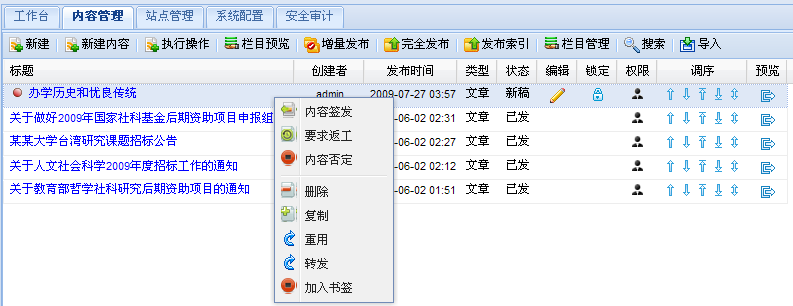 工作台 内容管理 站点管理 系统配置 安全审计
新建 新建内容 执行操作 栏目预览 增量发布 完全发布 发布索引 栏目管理 搜索 导入
标题 创建者 发布时间 类型 状态 编辑 锁定 权限 调序 预览
办学历史和优良传统 admin 2009-07-27 03:57 文章 新稿
关于做好2009年国家社科基金后期资助项目申报组 -06-02 02:31 文章 已发
某某大学台湾研究课题招标公告 -06-02 02:27 文章 已发
关于人文社会科学2009年度招标工作的通知 -06-02 02:12 文章 已发
关于教育部哲学社科研究后期资助项目的通知 -06-02 01:51 文章 已发
内容签发
要求返工
内容否定
删除
复制
重用
转发
加入书签